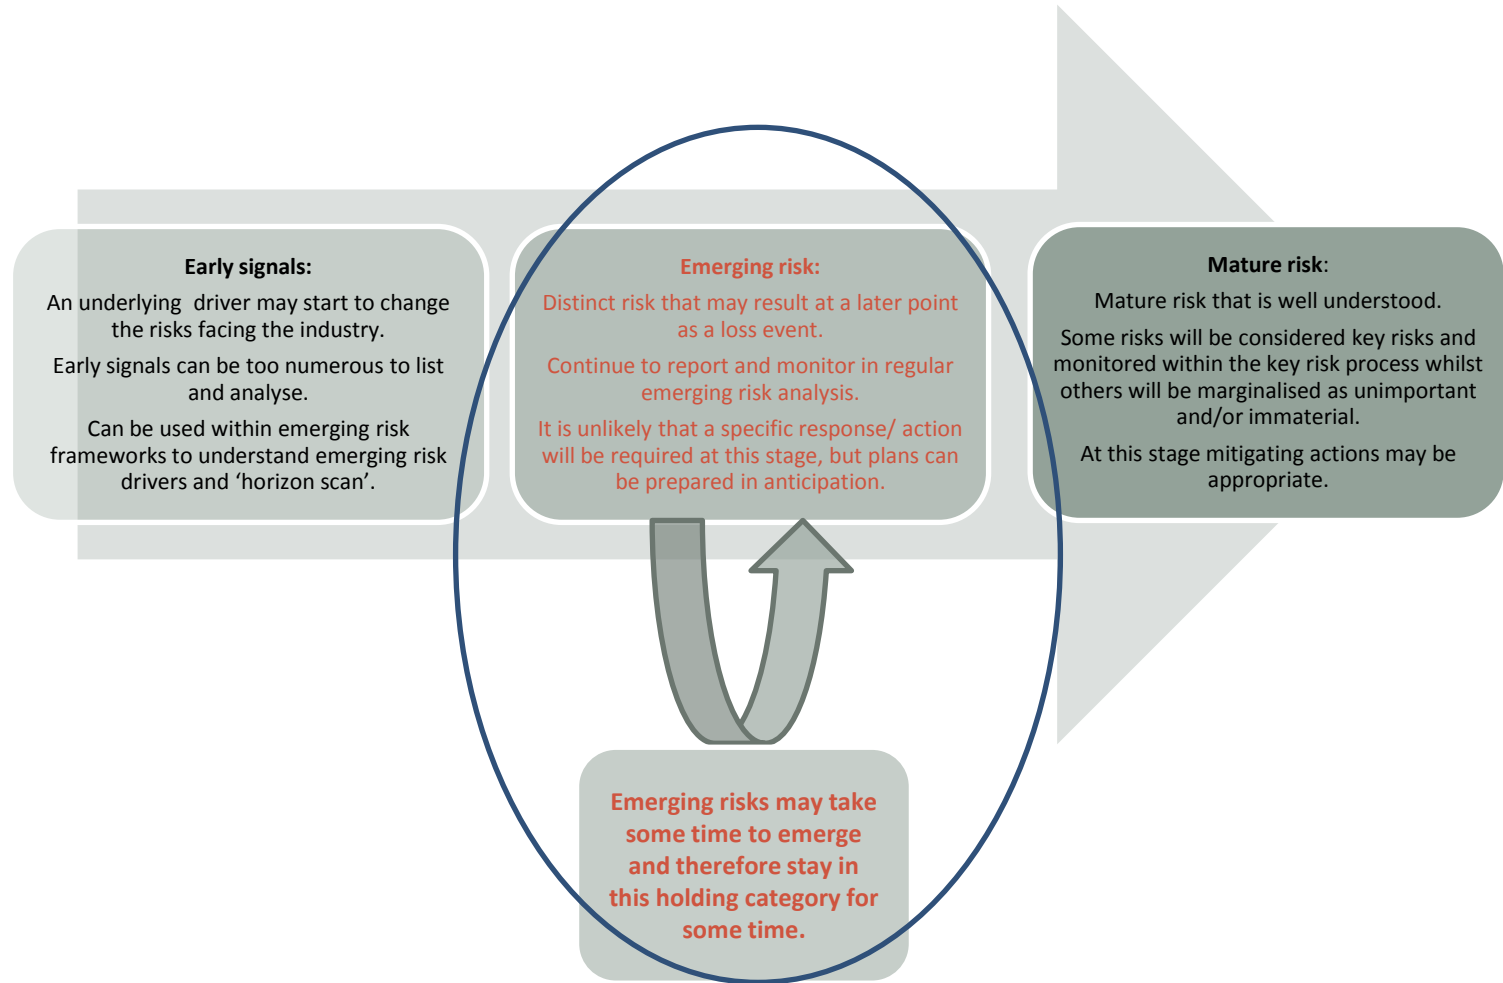 Early signals:
An underlying driver may start to change
the risks facing the industry.
Early signals can be too numerous to list
and analyse.
Can be used within emerging risk
frameworks to understand emerging risk
drivers and ‘horizon scan’.
Emerging risk:
Distinct risk that may result at a later point
as a loss event.
Continue to report and monitor in regular
emerging risk analysis.
It is unlikely that a specific response/ action
will be required at this stage, but plans can
be prepared in anticipation.
Mature risk:
Mature risk that is well understood.
Some risks will be considered key risks and
monitored within the key risk process whilst
others will be marginalised as unimportant
and/or immaterial.
At this stage mitigating actions may be
appropriate.
Emerging risks may take
some time to emerge
and therefore stay in
this holding category for
some time.